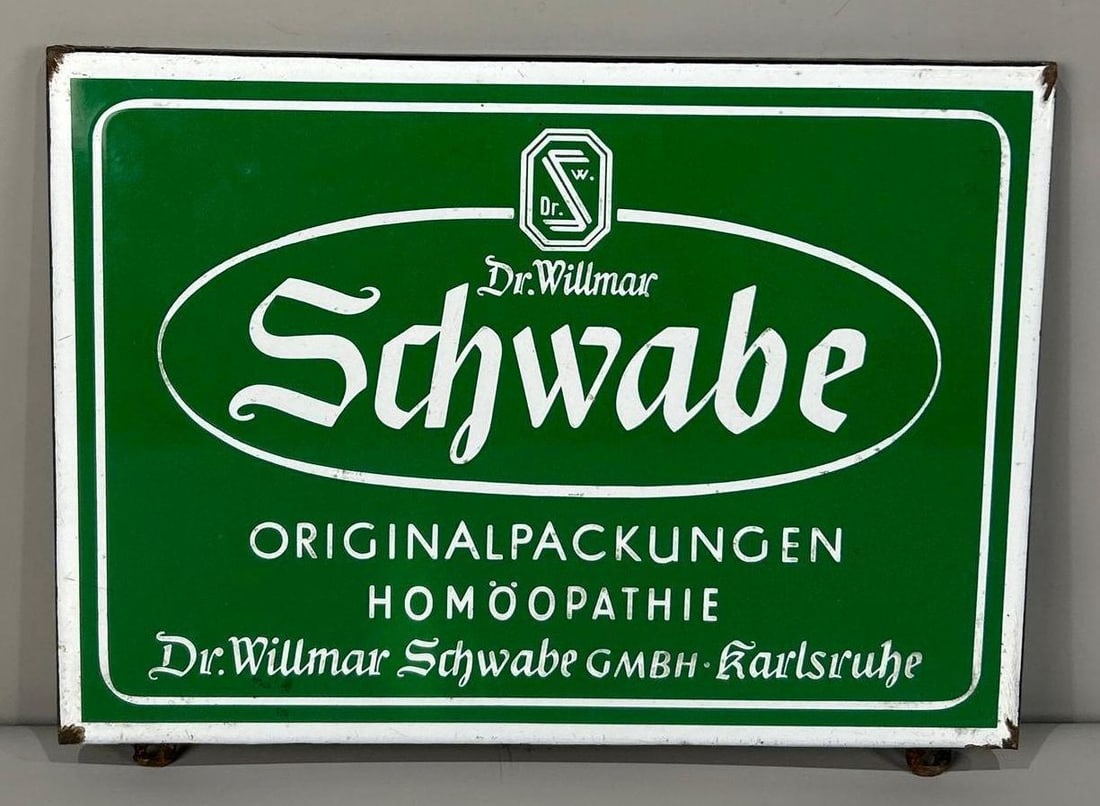 W.
Dr. S
Dr. Willmar
Schwabe
ORIGINALPACKUNGEN
HOMÖOPATHIE
Dr. Willmar Schwabe GMBH · Karlsruhe